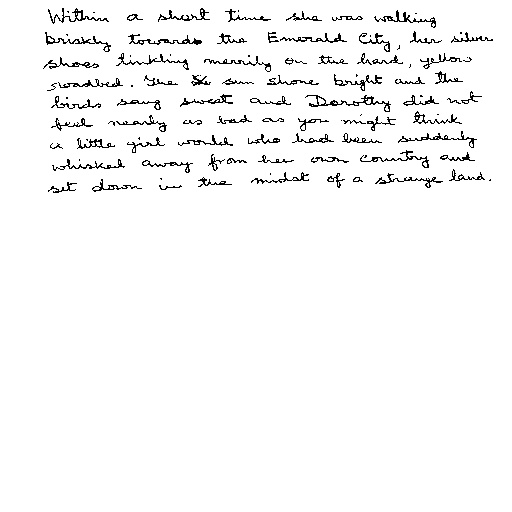 Within a short time she was walking
briskly towards the Emerald City, her silver
shoes tinkling merrily on the hard, yellow
roadbed. The sun shone bright and the
birds sang sweet and Dorothy did not
feel nearly as bad as you might think
a little girl would who had been suddenly
whisked away from her own country and
set down in the midst of a strange land.